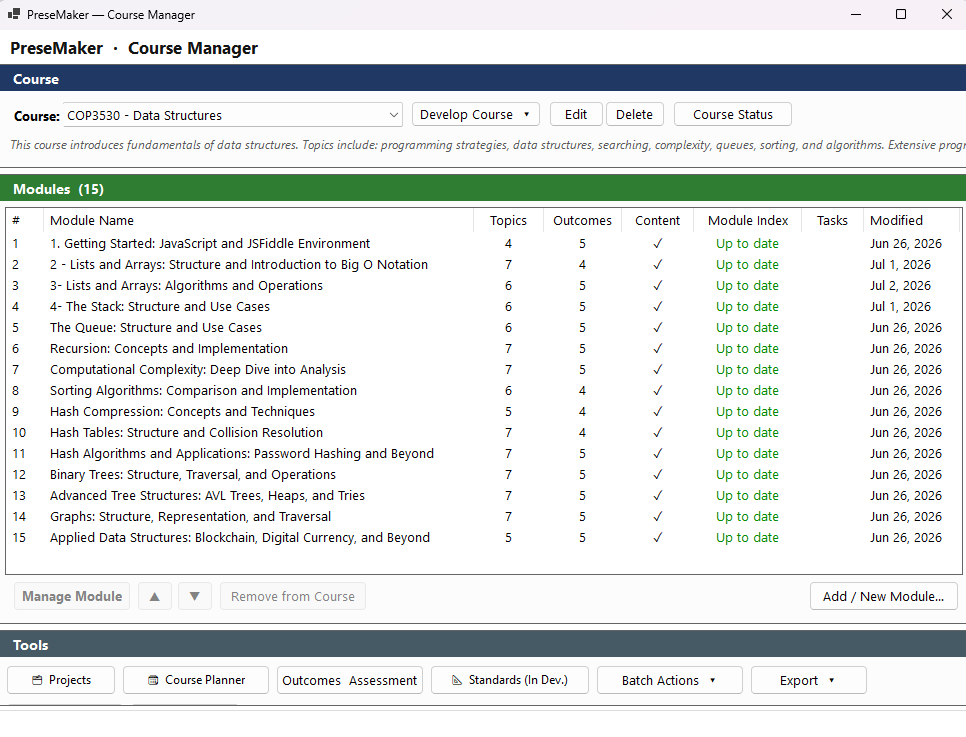 PreseMaker — Course Manager
PreseMaker · Course Manager
Course
Course: COP3530 - Data Structures Develop Course ▼ Edit Delete Course Status
This course introduces fundamentals of data structures. Topics include: programming strategies, data structures, searching, complexity, queues, sorting, and algorithms. Extensive progr
Modules (15)
# Module Name Topics Outcomes Content Module Index Tasks Modified
1 1. Getting Started: JavaScript and JSFiddle Environment 4 5 ✓ Up to date Jun 26, 2026
2 2 - Lists and Arrays: Structure and Introduction to Big O Notation 7 4 ✓ Up to date Jul 1, 2026
3 3- Lists and Arrays: Algorithms and Operations 6 5 ✓ Up to date Jul 2, 2026
4 4- The Stack: Structure and Use Cases 6 5 ✓ Up to date Jul 1, 2026
5 The Queue: Structure and Use Cases 6 5 ✓ Up to date Jun 26, 2026
6 Recursion: Concepts and Implementation 7 5 ✓ Up to date Jun 26, 2026
7 Computational Complexity: Deep Dive into Analysis 7 5 ✓ Up to date Jun 26, 2026
8 Sorting Algorithms: Comparison and Implementation 6 4 ✓ Up to date Jun 26, 2026
9 Hash Compression: Concepts and Techniques 5 4 ✓ Up to date Jun 26, 2026
10 Hash Tables: Structure and Collision Resolution 7 4 ✓ Up to date Jun 26, 2026
11 Hash Algorithms and Applications: Password Hashing and Beyond 7 5 ✓ Up to date Jun 26, 2026
12 Binary Trees: Structure, Traversal, and Operations 7 5 ✓ Up to date Jun 26, 2026
13 Advanced Tree Structures: AVL Trees, Heaps, and Tries 7 5 ✓ Up to date Jun 26, 2026
14 Graphs: Structure, Representation, and Traversal 7 5 ✓ Up to date Jun 26, 2026
15 Applied Data Structures: Blockchain, Digital Currency, and Beyond 5 5 ✓ Up to date Jun 26, 2026
Manage Module ▲ ▼ Remove from Course Add / New Module...
Tools
Projects Course Planner Outcomes Assessment Standards (In Dev.) Batch Actions ▼ Export ▼